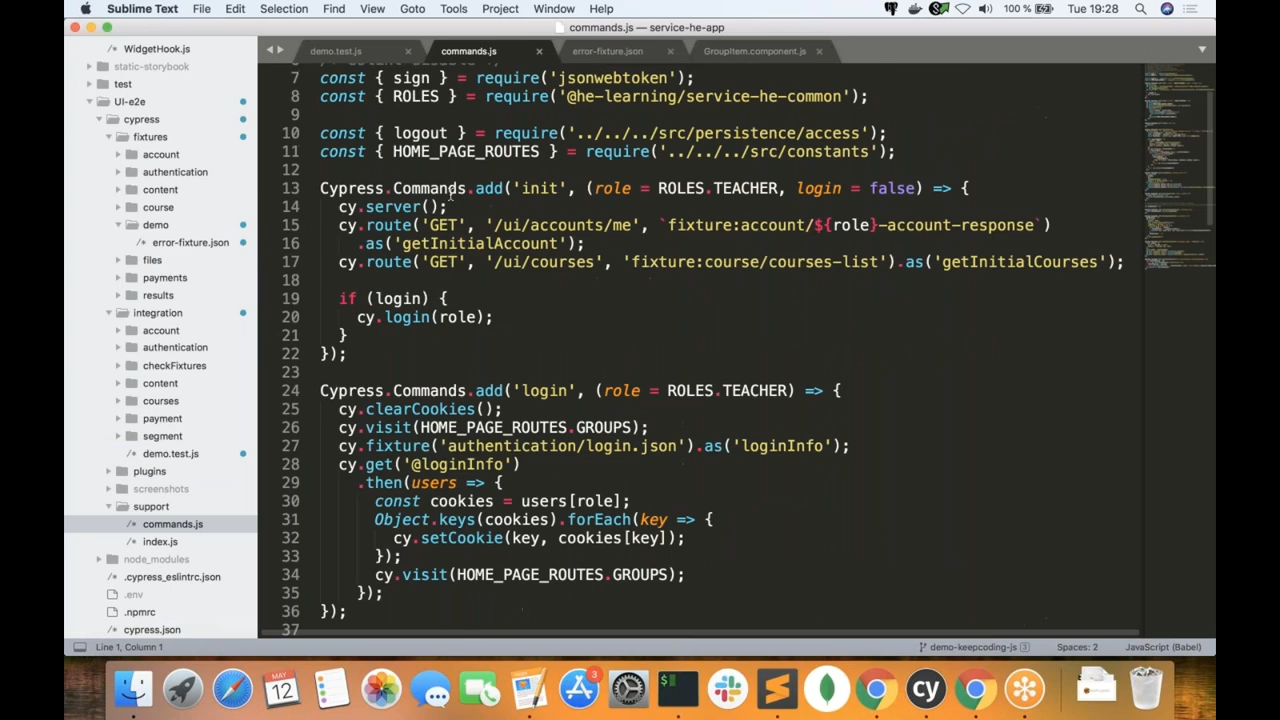 Sublime Text File Edit Selection Find View Goto Tools Project Window Help 100 % Tue 19:28
commands.js — service-he-app
demo.test.js commands.js error-fixture.json GroupItem.component.js
WidgetHook.js
static-storybook
test
UI-e2e
cypress
fixtures
account
authentication
content
course
demo
error-fixture.json
files
payments
results
integration
account
authentication
checkFixtures
content
courses
payment
segment
demo.test.js
plugins
screenshots
support
commands.js
index.js
node_modules
.cypress_eslintrc.json
.env
.npmrc
cypress.json
7 const { sign } = require('jsonwebtoken');
8 const { ROLES } = require('@he-learning/service-he-common');
9
10 const { logout } = require('../../../src/persistence/access');
11 const { HOME_PAGE_ROUTES } = require('../../../src/constants');
12
13 Cypress.Commands.add('init', (role = ROLES.TEACHER, login = false) => {
14 cy.server();
15 cy.route('GET', '/ui/accounts/me', `fixture:account/${role}-account-response`)
16 .as('getInitialAccount');
17 cy.route('GET', '/ui/courses', 'fixture:course/courses-list').as('getInitialCourses');
18
19 if (login) {
20 cy.login(role);
21 }
22 });
23
24 Cypress.Commands.add('login', (role = ROLES.TEACHER) => {
25 cy.clearCookies();
26 cy.visit(HOME_PAGE_ROUTES.GROUPS);
27 cy.fixture('authentication/login.json').as('loginInfo');
28 cy.get('@loginInfo')
29 .then(users => {
30 const cookies = users[role];
31 Object.keys(cookies).forEach(key => {
32 cy.setCookie(key, cookies[key]);
33 });
34 cy.visit(HOME_PAGE_ROUTES.GROUPS);
35 });
36 });
37
Line 1, Column 1 demo-keepcoding-js 3 Spaces: 2 JavaScript (Babel)
MAY
12
3
$
cy